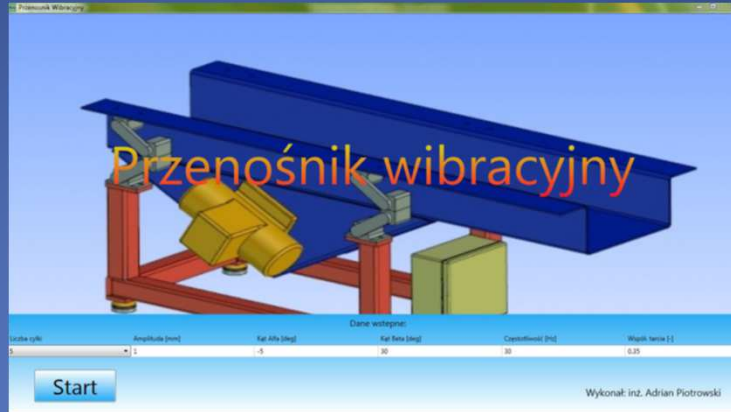 Przenosnik Wibracyjny
Przenośnik wibracyjny
Dane wstepne:
Liczba cykli Amplituda [mm] Kąt Alfa [deg] Kąt Beta [deg] Częstotliwość [Hz] Współ. tarcia [-]
5 1 -5 30 30 0,35
Start
Wykonał: inż. Adrian Piotrowski